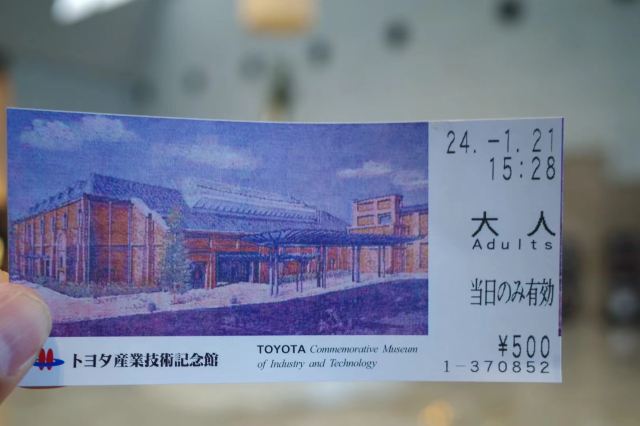 24.-1.21
15:28
大人
Adults
当日のみ有効
¥500
1-370852
トヨタ産業技術記念館
TOYOTA Commemorative Museum
of Industry and Technology